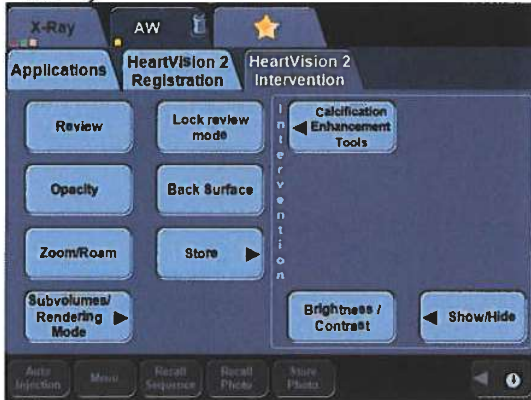 X-Ray
AW
Applications
HeartVision 2
Registration
HeartVision 2
Intervention
Review
Lock review
mode
Opacity
Back Surface
Zoom/Roam
Store
Subvolumes/
Rendering
Mode
Intervention
Calcification
Enhancement
Tools
Brightness /
Contrast
Show/Hide
Auto
Injection
Menu
Recall
Sequence
Recall
Photo
Store
Photo